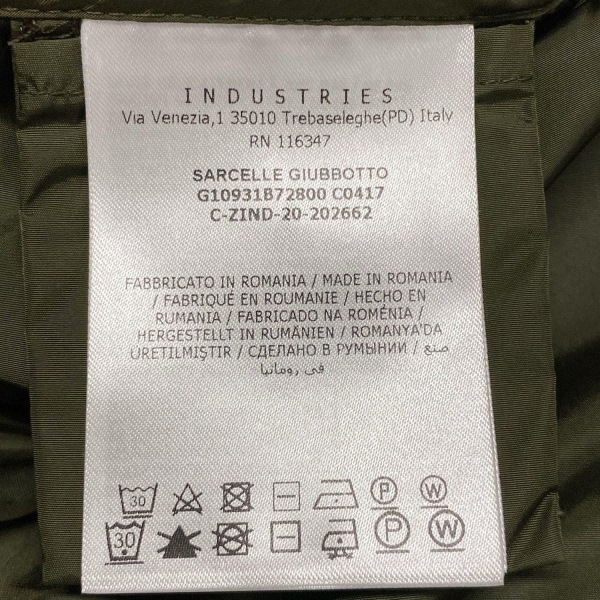 INDUSTRIES
Via Venezia,1 35010 Trebaseleghe(PD) Italy
RN 116347
SARCELLE GIUBBOTTO
G10931B72800 C0417
C-ZIND-20-202662
FABBRICATO IN ROMANIA / MADE IN ROMANIA
/ FABRIQUÉ EN ROUMANIE / HECHO EN
RUMANIA / FABRICADO NA ROMÉNIA /
HERGESTELLT IN RUMÄNIEN / ROMANYA'DA
ÜRETILMIŞTIR / СДЕЛАНО В РУМЫНИИ / صنع
في رومانيا
30 P W
30 P W